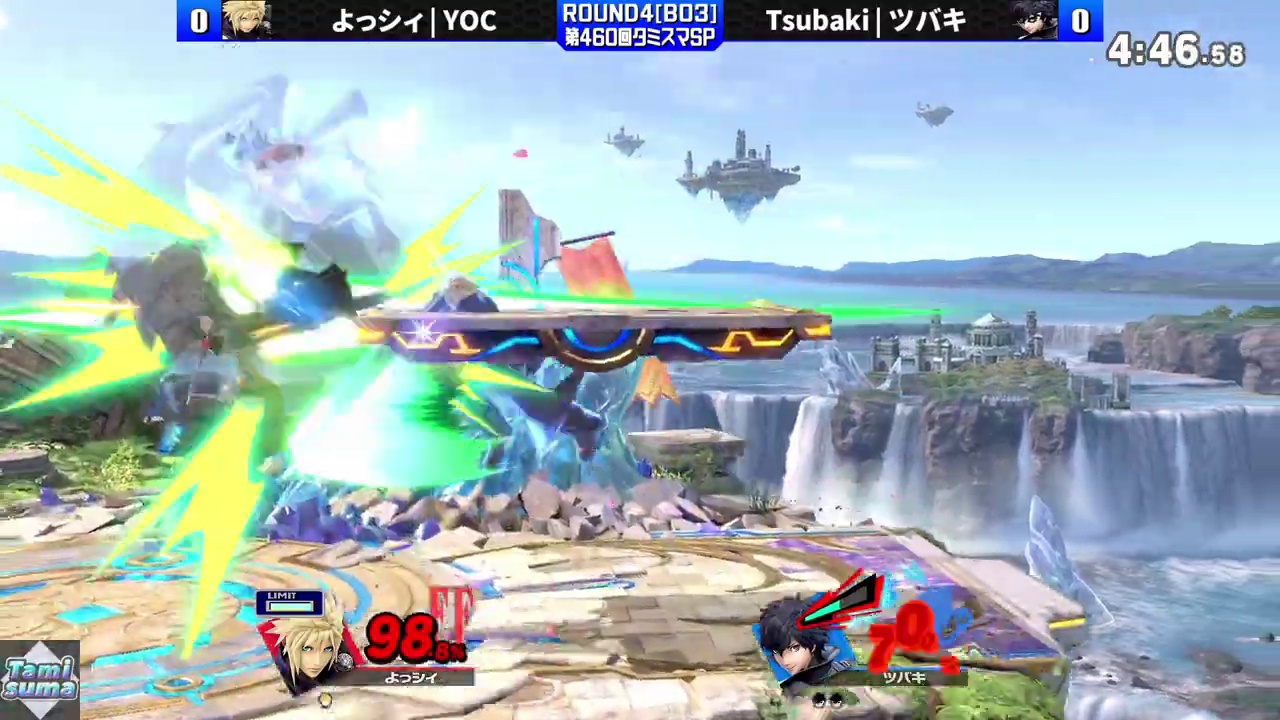 0 よっシィ | YOC
ROUND4[BO3]
第460回タミスマSP
Tsubaki | ツバキ 0
4:46.58
LIMIT
98.8%
よっシィ
ツバキ
Tami
suma